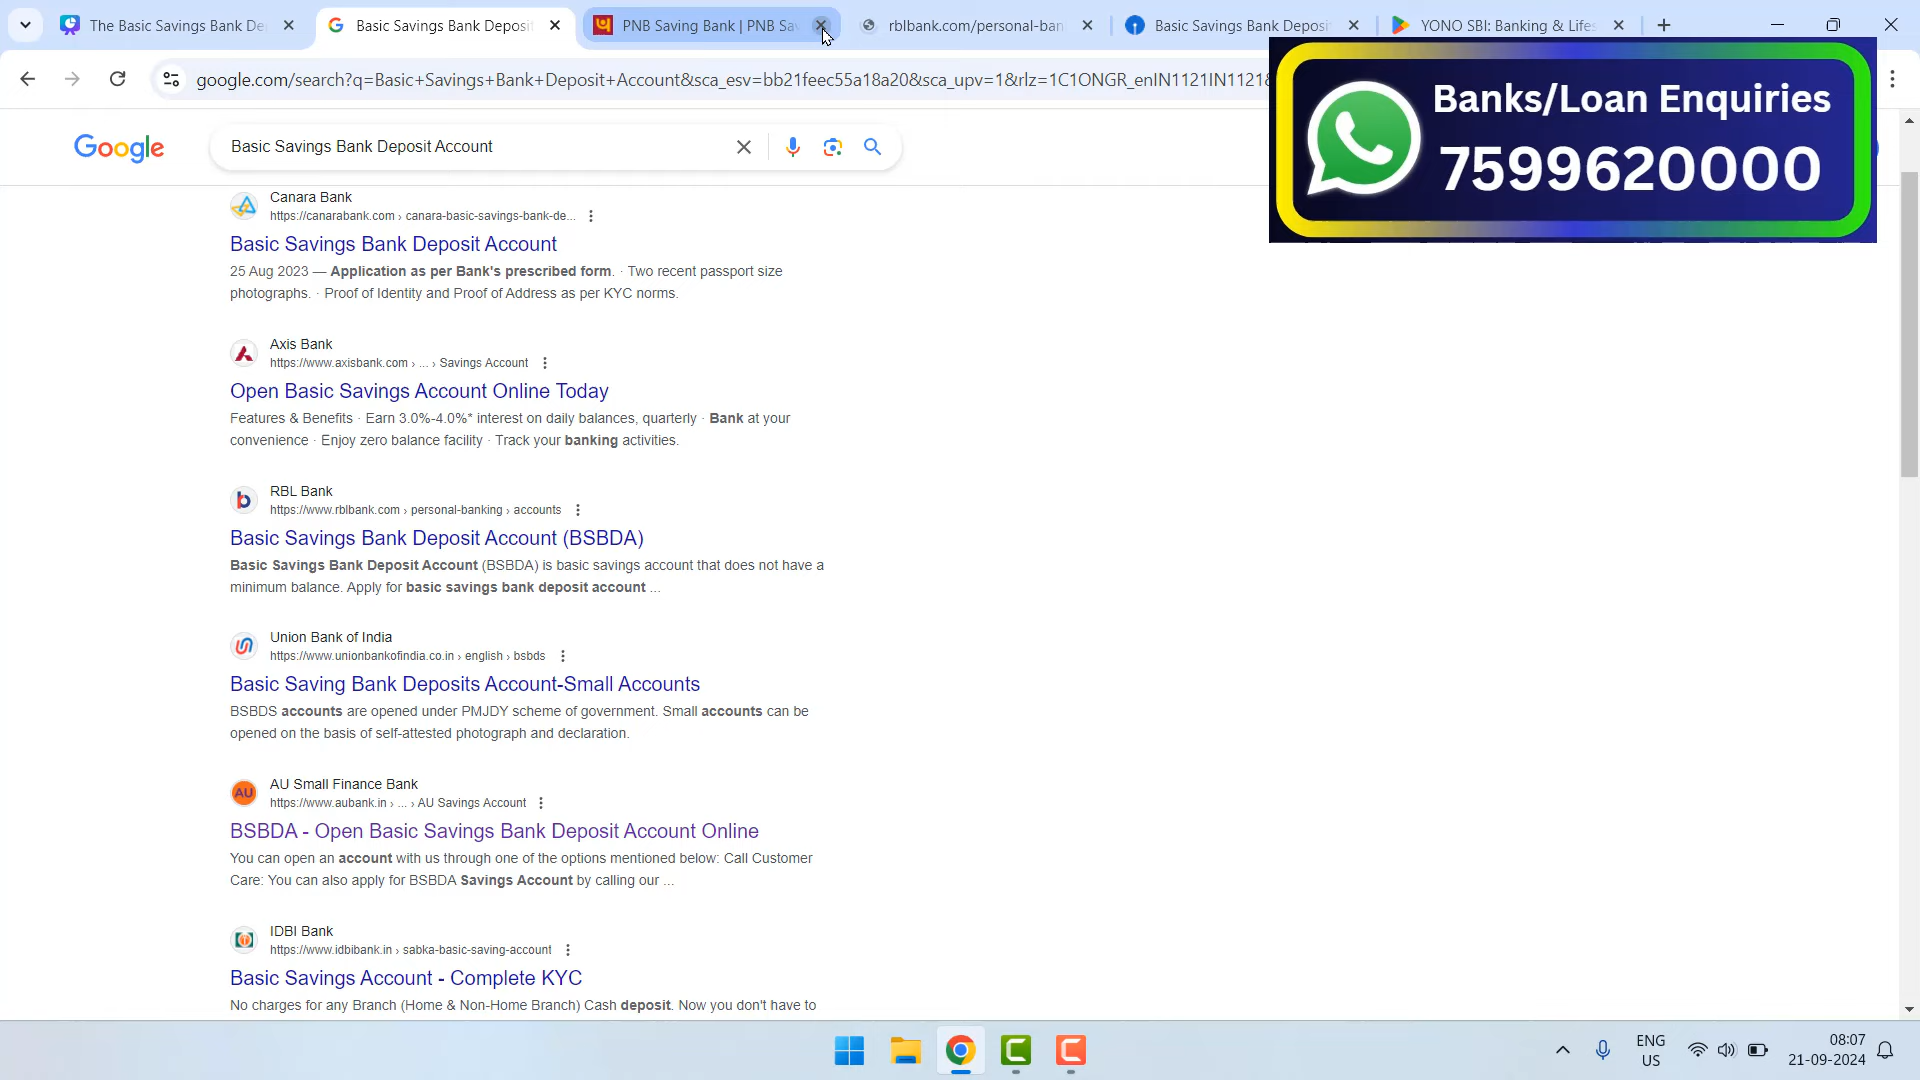 The Basic Savings Bank De
Basic Savings Bank Deposit
PNB Saving Bank | PNB Sav
rblbank.com/personal-ban
Basic Savings Bank Deposit
YONO SBI: Banking & Lifes
google.com/search?q=Basic+Savings+Bank+Deposit+Account&sca_esv=bb21feec55a18a20&sca_upv=1&rlz=1C1ONGR_enIN1121IN1121&
Banks/Loan Enquiries
7599620000
Google
Basic Savings Bank Deposit Account
Canara Bank
https://canarabank.com › canara-basic-savings-bank-de...
Basic Savings Bank Deposit Account
25 Aug 2023 — Application as per Bank's prescribed form. · Two recent passport size
photographs. · Proof of Identity and Proof of Address as per KYC norms.
Axis Bank
https://www.axisbank.com › ... › Savings Account
Open Basic Savings Account Online Today
Features & Benefits · Earn 3.0%-4.0%* interest on daily balances, quarterly · Bank at your
convenience · Enjoy zero balance facility · Track your banking activities.
RBL Bank
https://www.rblbank.com › personal-banking › accounts
Basic Savings Bank Deposit Account (BSBDA)
Basic Savings Bank Deposit Account (BSBDA) is basic savings account that does not have a
minimum balance. Apply for basic savings bank deposit account ...
Union Bank of India
https://www.unionbankofindia.co.in › english › bsbds
Basic Saving Bank Deposits Account-Small Accounts
BSBDS accounts are opened under PMJDY scheme of government. Small accounts can be
opened on the basis of self-attested photograph and declaration.
AU Small Finance Bank
https://www.aubank.in › ... › AU Savings Account
BSBDA - Open Basic Savings Bank Deposit Account Online
You can open an account with us through one of the options mentioned below: Call Customer
Care: You can also apply for BSBDA Savings Account by calling our ...
IDBI Bank
https://www.idbibank.in › sabka-basic-saving-account
Basic Savings Account - Complete KYC
No charges for any Branch (Home & Non-Home Branch) Cash deposit. Now you don't have to
ENG
US
08:07
21-09-2024